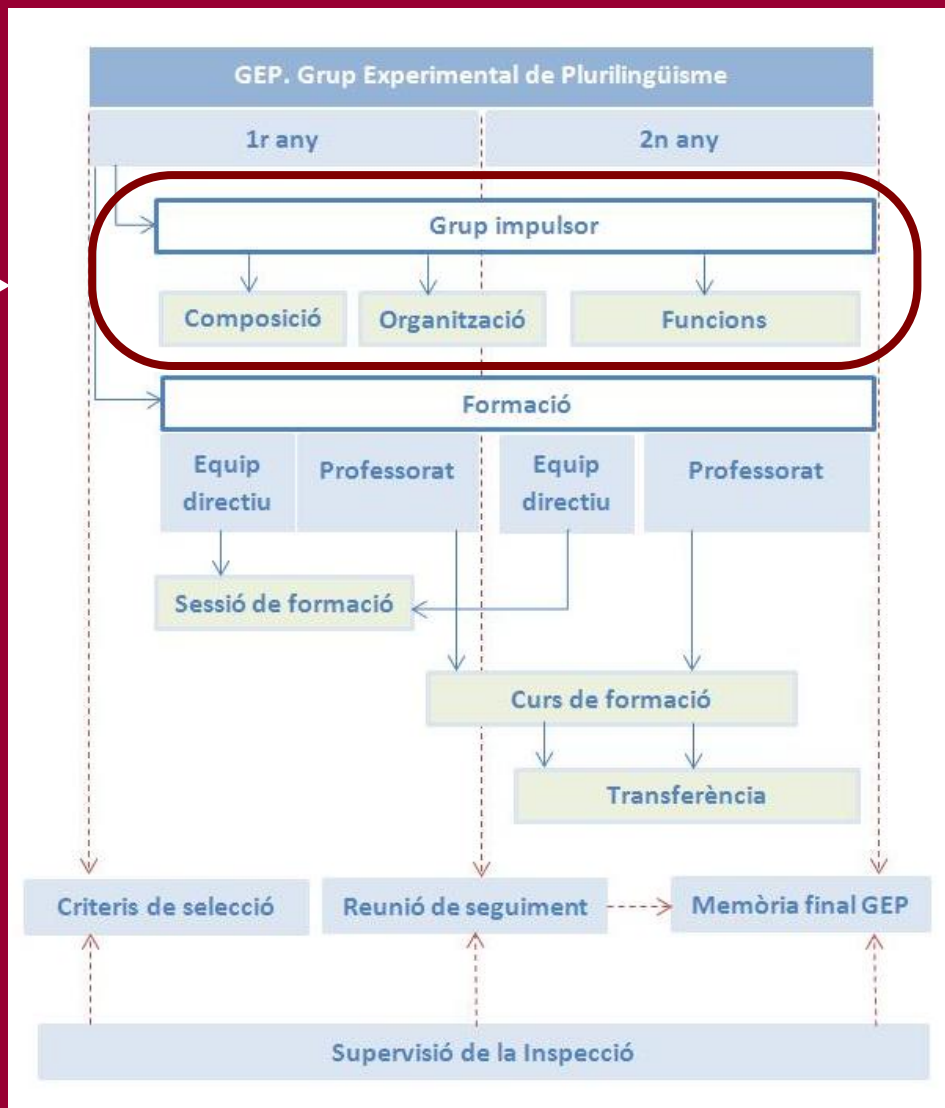 GEP. Grup Experimental de Plurilingüisme
1r any
2n any
Grup impulsor
Composició
Organització
Funcions
Formació
Equip
directiu
Professorat
Equip
directiu
Professorat
Sessió de formació
Curs de formació
Transferència
Criteris de selecció
Reunió de seguiment
Memòria final GEP
Supervisió de la Inspecció